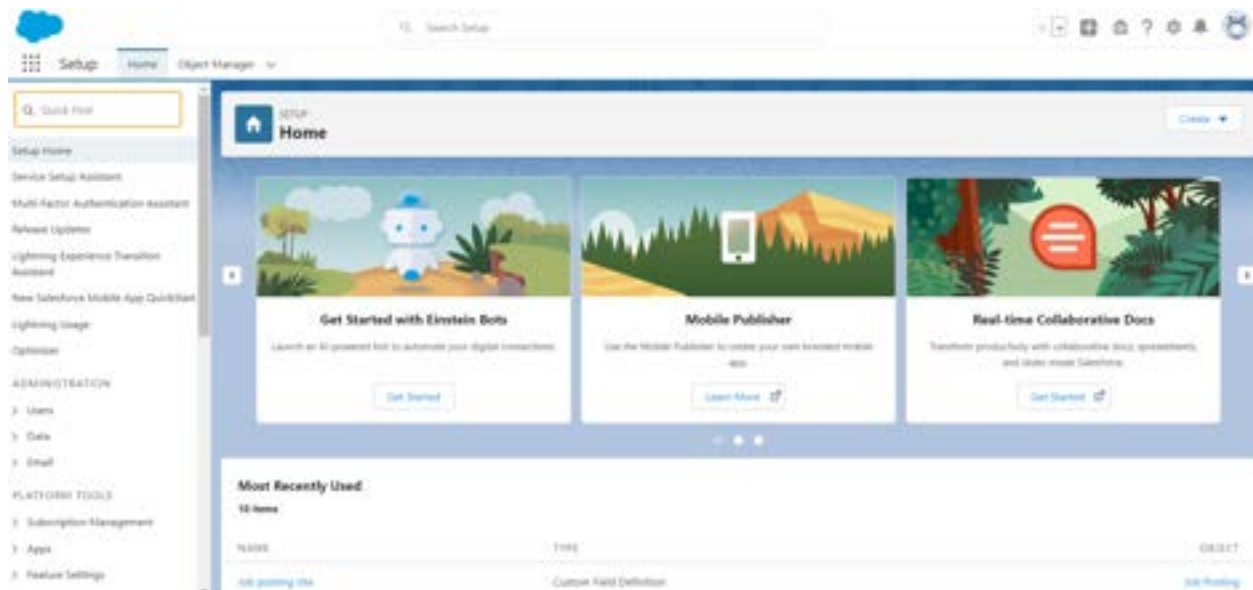 Search Setup
Setup
Home
Object Manager
Quick Find
Setup Home
Service Setup Assistant
Multi-Factor Authentication Assistant
Release Updates
Lightning Experience Transition
Assistant
New Salesforce Mobile App QuickStart
Lightning Usage
Optimizer
ADMINISTRATION
Users
Data
Email
PLATFORM TOOLS
Subscription Management
Apps
Feature Settings
SETUP
Home
Create
Get Started with Einstein Bots
Launch an AI-powered bot to automate your digital connections.
Get Started
Mobile Publisher
Use the Mobile Publisher to create your own branded mobile
app.
Learn More
Real-time Collaborative Docs
Transform productivity with collaborative docs, spreadsheets,
and slides inside Salesforce.
Get Started
Most Recently Used
10 items
NAME TYPE OBJECT
Job posting site Custom Field Definition Job Posting